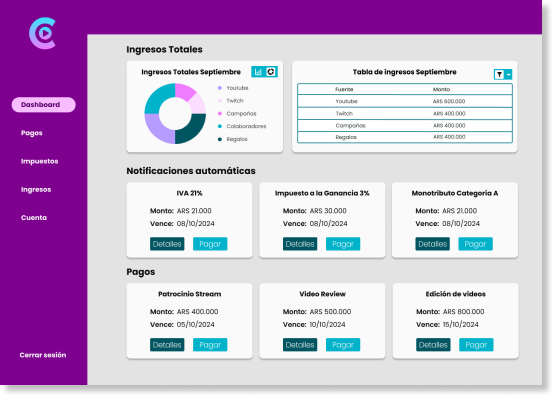 Ingresos Totales
Dashboard
Pagos
Impuestos
Ingresos
Cuenta
Cerrar sesión
Ingresos Totales Septiembre
Youtube
Twitch
Campañas
Colaboradores
Regalos
Tabla de ingresos Septiembre
Fuente Monto
Youtube ARS 600.000
Twitch ARS 400.000
Campañas ARS 400.000
Regalos ARS 400.000
Notificaciones automáticas
IVA 21%
Monto: ARS 21.000
Vence: 08/10/2024
Detalles Pagar
Impuesto a la Ganancia 3%
Monto: ARS 30.000
Vence: 08/10/2024
Detalles Pagar
Monotributo Categoria A
Monto: ARS 21.000
Vence: 08/10/2024
Detalles Pagar
Pagos
Patrocinio Stream
Monto: ARS 400.000
Vence: 05/10/2024
Detalles Pagar
Video Review
Monto: ARS 500.000
Vence: 10/10/2024
Detalles Pagar
Edición de videos
Monto: ARS 800.000
Vence: 15/10/2024
Detalles Pagar